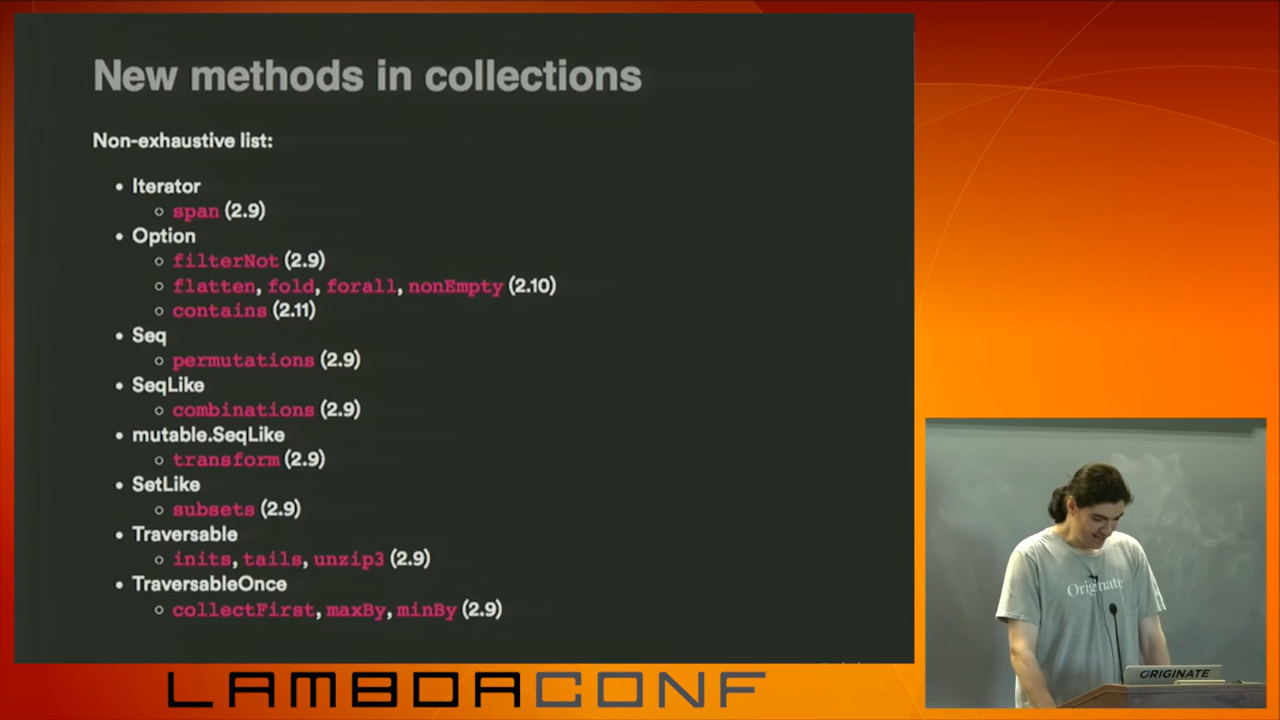 New methods in collections
Non-exhaustive list:
• Iterator
◦ span (2.9)
• Option
◦ filterNot (2.9)
◦ flatten, fold, forall, nonEmpty (2.10)
◦ contains (2.11)
• Seq
◦ permutations (2.9)
• SeqLike
◦ combinations (2.9)
• mutable.SeqLike
◦ transform (2.9)
• SetLike
◦ subsets (2.9)
• Traversable
◦ inits, tails, unzip3 (2.9)
• TraversableOnce
◦ collectFirst, maxBy, minBy (2.9)
Originate
ORIGINATE
LAMBDACONF